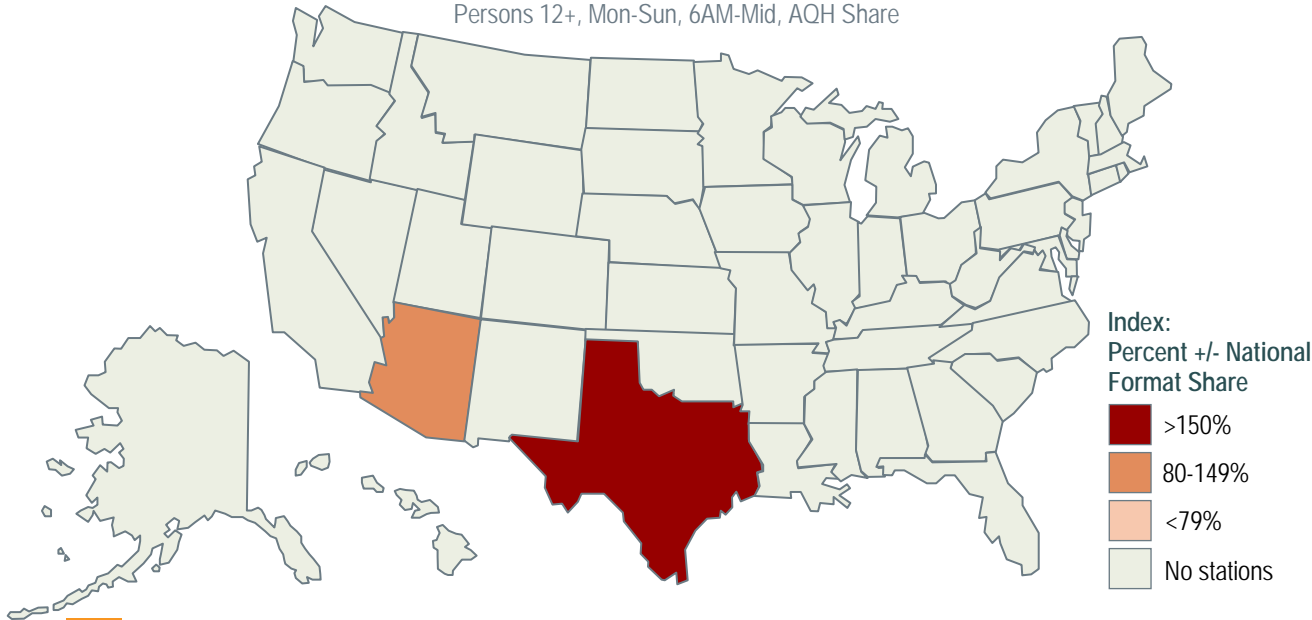 Persons 12+, Mon-Sun, 6AM-Mid, AQH Share
Index:
Percent +/- National
Format Share
>150%
80-149%
<79%
No stations